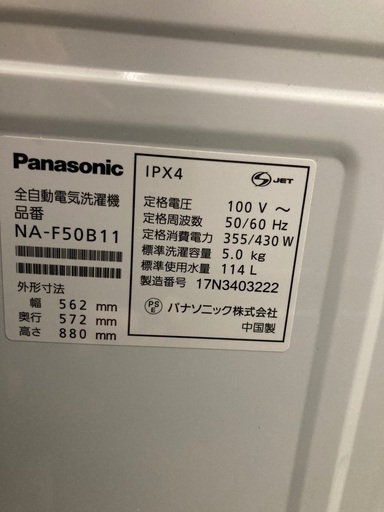 Panasonic
全自動電気洗濯機
品番
NA-F50B11
外形寸法
幅 562 mm
奥行 572 mm
高さ 880 mm
IPX4
S JET
定格電圧 100 V ～
定格周波数 50/60 Hz
定格消費電力 355/430 W
標準洗濯容量 5.0 kg
標準使用水量 114 L
製造番号 17N3403222
PS E パナソニック株式会社
中国製